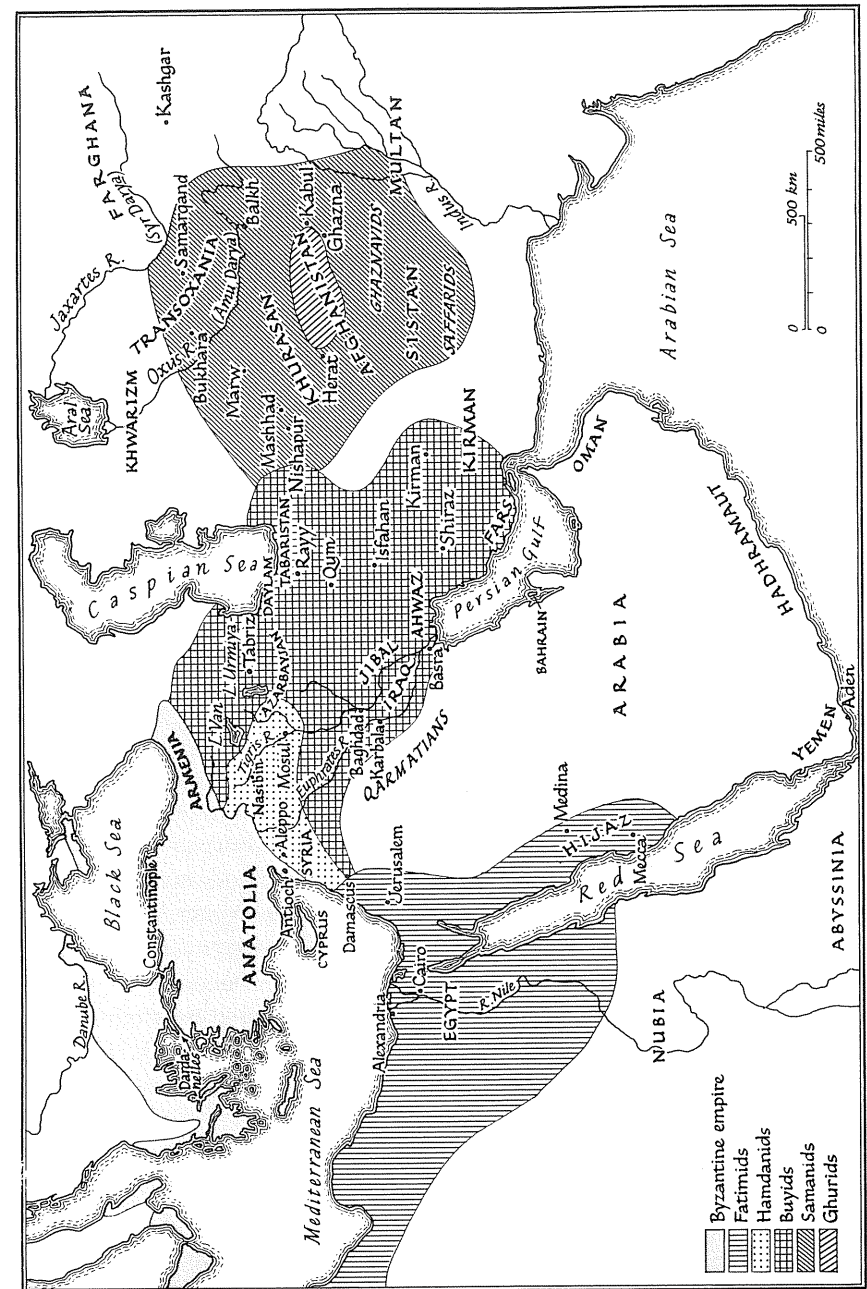 Danube R.
Black Sea
Constantinople
Darda-
nelles
ANATOLIA
ARMENIA
Mediterranean Sea
CYPRUS
Antioch
Aleppo
SYRIA
Damascus
Jerusalem
Alexandria
Cairo
EGYPT
R. Nile
NUBIA
ABYSSINIA
Red Sea
HIJAZ
Medina
Mecca
YEMEN
Aden
HADHRAMAUT
ARABIA
OMAN
BAHRAIN
Persian Gulf
QARMATIANS
Nasibin
Mosul
Tigris R.
Euphrates R.
Baghdad
Karbala
IRAQ
Basra
JIBAL
AHWAZ
L. Van
L. Urmiya
Tabriz
AZARBAYJAN
Caspian Sea
DAYLAM
TABARISTAN
Rayy
Qum
Isfahan
Shiraz
FARS
Kirman
KIRMAN
Aral
Sea
KHWARIZM
Jaxartes R.
(Syr Darya)
FARGHANA
Kashgar
TRANSOXANIA
Oxus R.
(Amu Darya)
Bukhara
Samarqand
Balkh
Marw
Mashhad
Nishapur
KHURASAN
Herat
AFGHANISTAN
Kabul
Ghazna
GHAZNAVIDS
SISTAN
SAFFARIDS
MULTAN
Indus R.
Arabian Sea
0 500 km
0 500 miles
Byzantine empire
Fatimids
Hamdanids
Buyids
Samanids
Ghurids